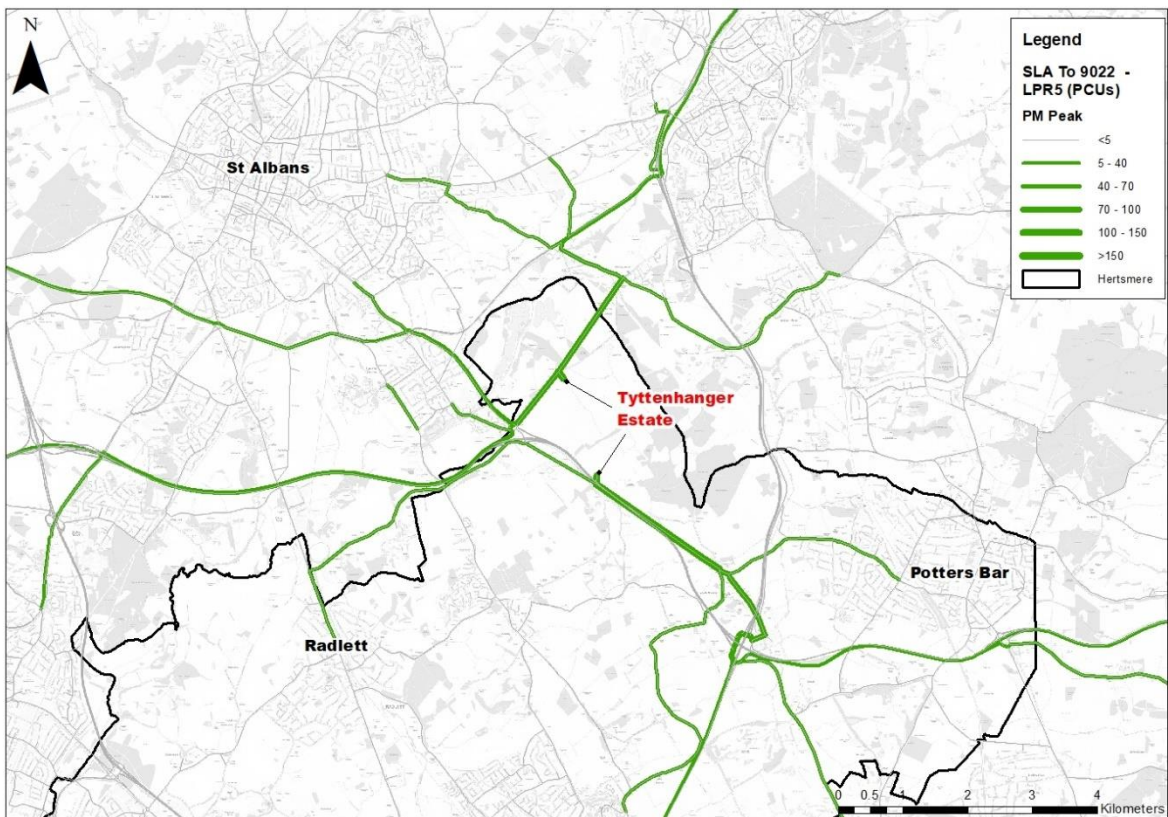 N
Legend
SLA To 9022 -
LPR5 (PCUs)
PM Peak
<5
5 - 40
40 - 70
70 - 100
100 - 150
>150
Hertsmere
St Albans
Tyttenhanger
Estate
Potters Bar
Radlett
0 0.5 1 2 3 4
Kilometers